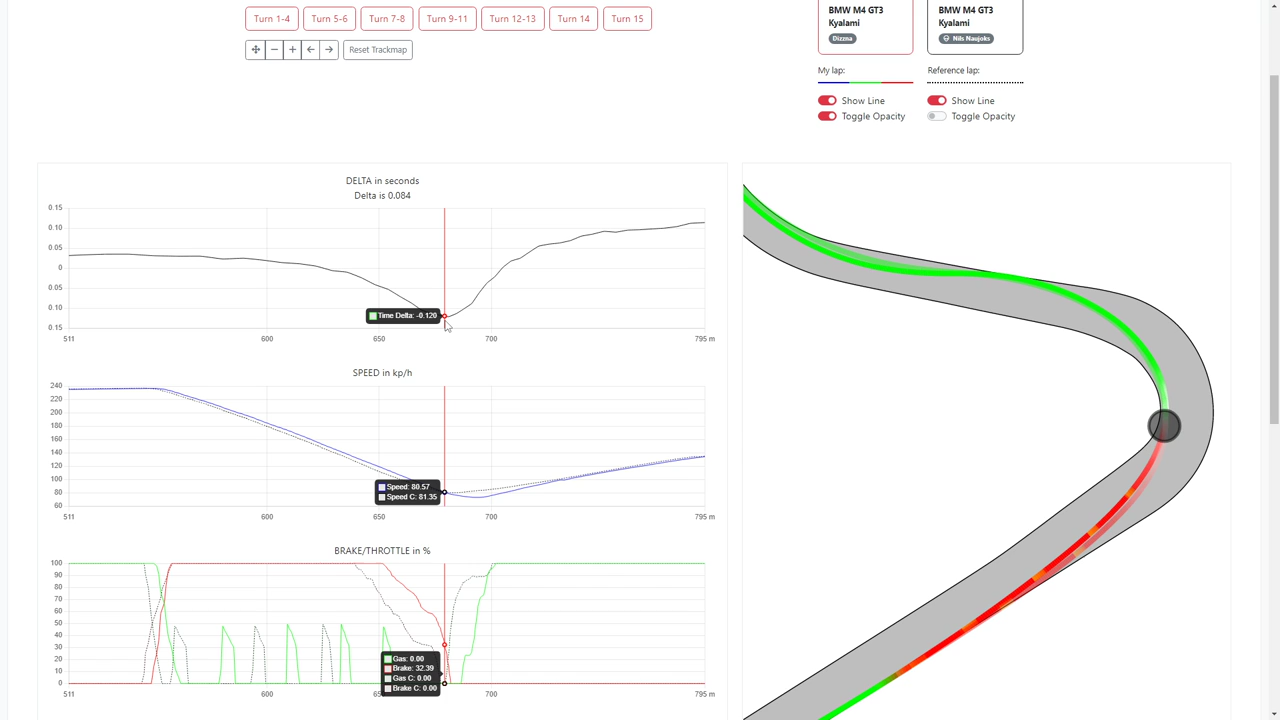 Turn 1-4 Turn 5-6 Turn 7-8 Turn 9-11 Turn 12-13 Turn 14 Turn 15
Reset Trackmap
BMW M4 GT3
Kyalami
Dizzna
BMW M4 GT3
Kyalami
Nils Naujoks
My lap:
Reference lap:
Show Line
Toggle Opacity
Show Line
Toggle Opacity
DELTA in seconds
Delta is 0.084
0.15
0.10
0.05
0
0.05
0.10
0.15
Time Delta: -0.120
511 600 650 700 795 m
SPEED in kp/h
240
220
200
180
160
140
120
100
80
60
Speed: 80.57
Speed C: 81.35
511 600 650 700 795 m
BRAKE/THROTTLE in %
100
90
80
70
60
50
40
30
20
10
0
Gas: 0.00
Brake: 32.39
Gas C: 0.00
Brake C: 0.00
511 600 700 795 m